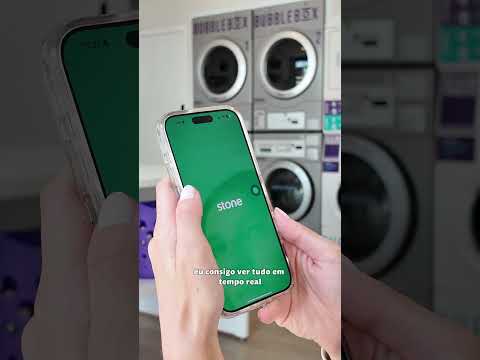 BUBBLEBOX
BUBBLEBOX
stone
eu consigo ver tudo em
tempo real